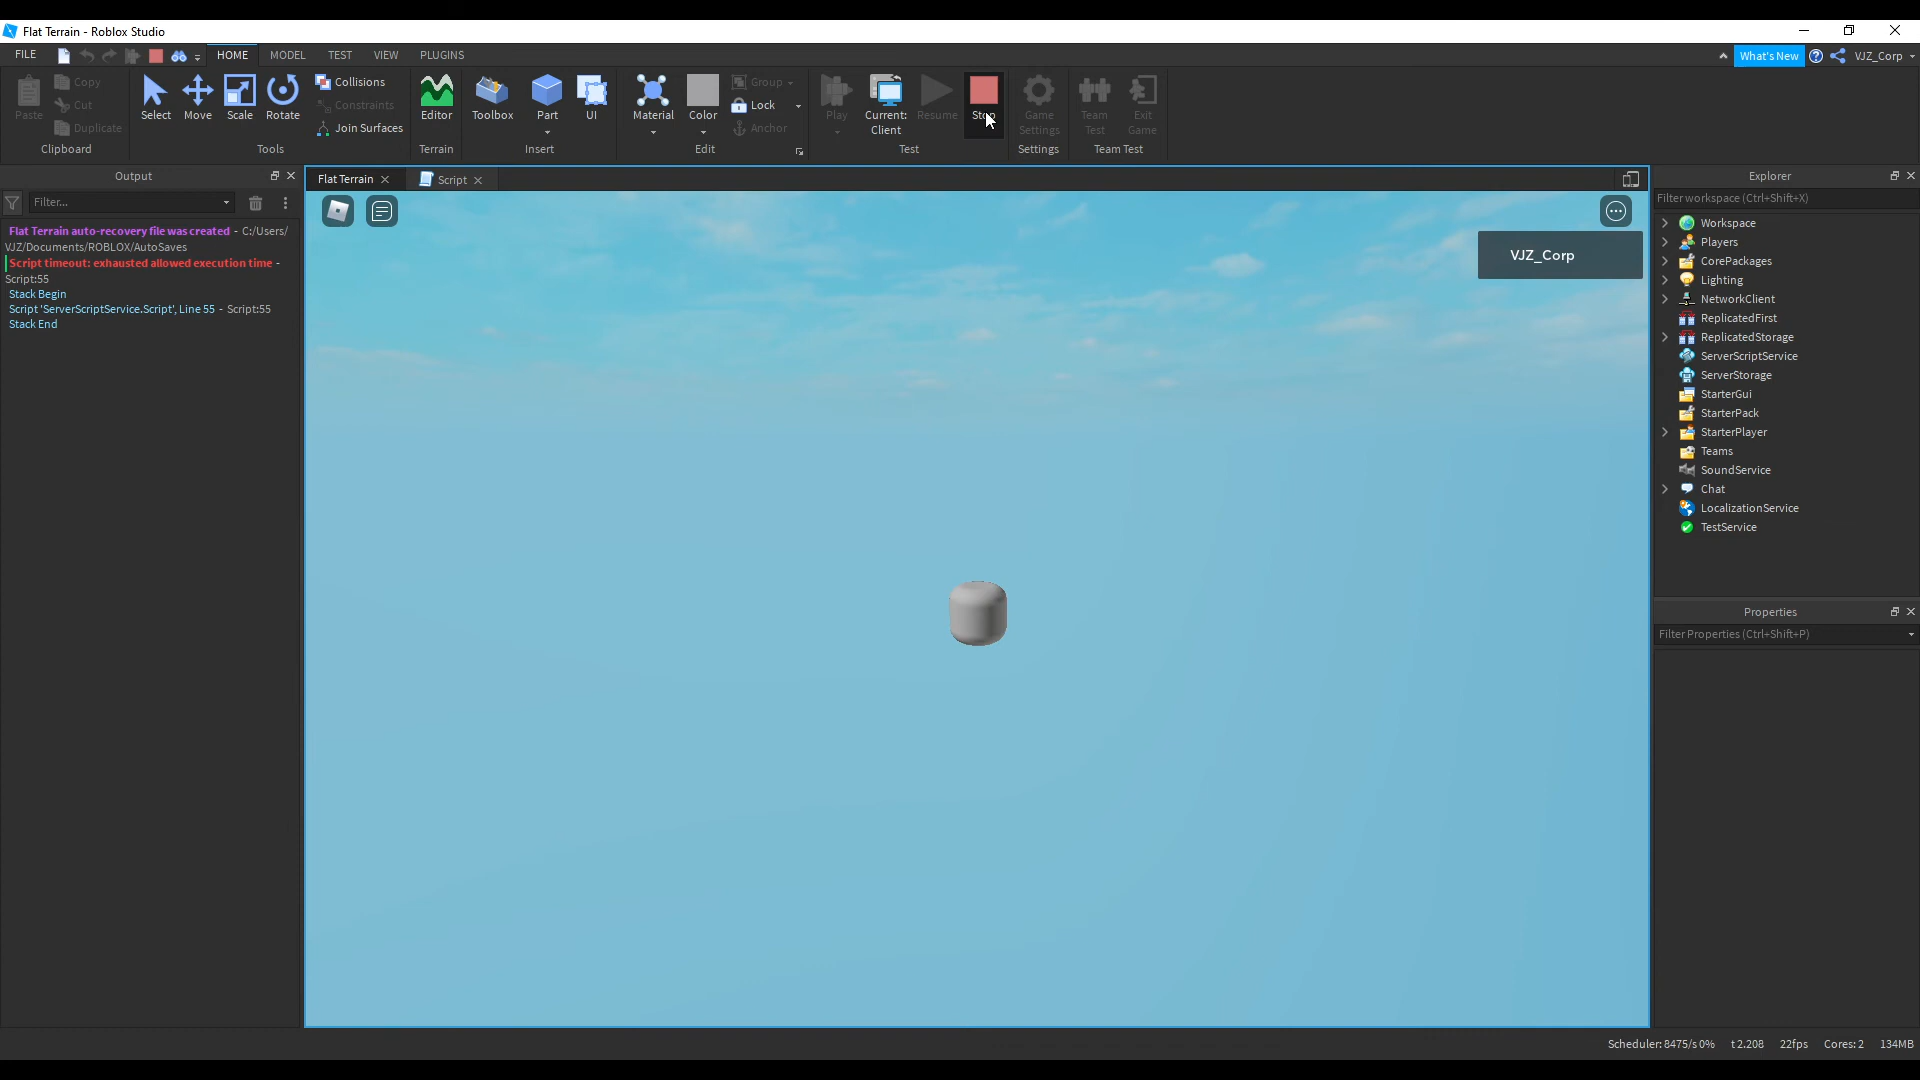 Flat Terrain - Roblox Studio
FILE HOME MODEL TEST VIEW PLUGINS What's New VJZ_Corp
Paste Copy Cut Duplicate
Clipboard
Select Move Scale Rotate Collisions Constraints Join Surfaces
Tools
Editor
Terrain
Toolbox Part UI
Insert
Material Color Group Lock Anchor
Edit
Play Current: Client Resume Stop
Test
Game Settings
Settings
Team Test Exit Game
Team Test
Output
Filter...
Flat Terrain auto-recovery file was created - C:/Users/
VJZ/Documents/ROBLOX/AutoSaves
Script timeout: exhausted allowed execution time -
Script:55
Stack Begin
Script 'ServerScriptService.Script', Line 55 - Script:55
Stack End
Flat Terrain Script
VJZ_Corp
Explorer
Filter workspace (Ctrl+Shift+X)
Workspace
Players
CorePackages
Lighting
NetworkClient
ReplicatedFirst
ReplicatedStorage
ServerScriptService
ServerStorage
StarterGui
StarterPack
StarterPlayer
Teams
SoundService
Chat
LocalizationService
TestService
Properties
Filter Properties (Ctrl+Shift+P)
Scheduler: 8475/s 0% t 2.208 22fps Cores: 2 134MB